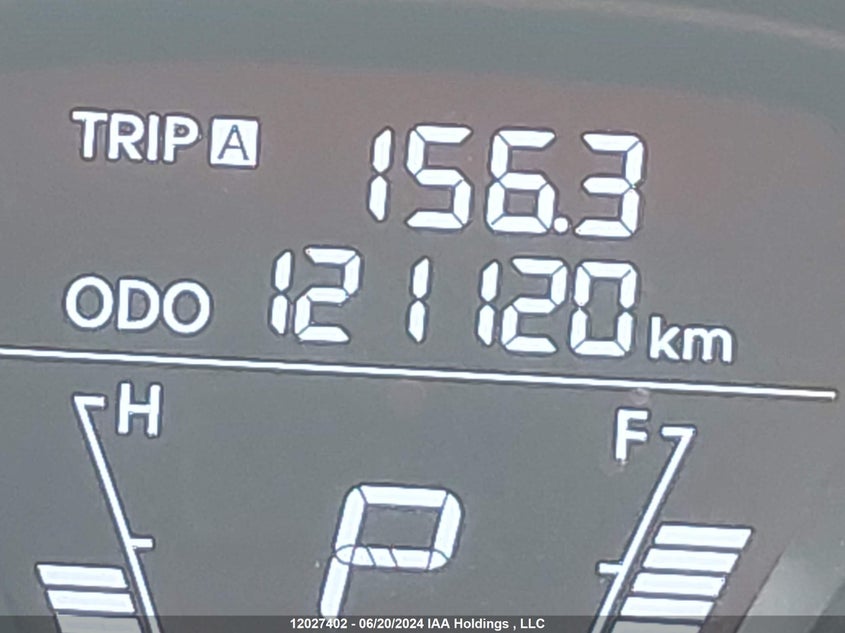 TRIP A 156.3
ODO 121120 km
H F
P
12027402 - 06/20/2024 IAA Holdings , LLC